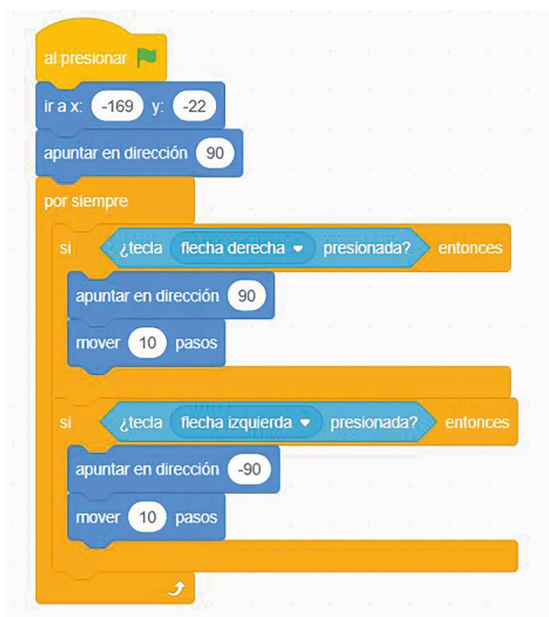 al presionar
ir a x: -169 y: -22
apuntar en dirección 90
por siempre
si ¿tecla flecha derecha presionada? entonces
apuntar en dirección 90
mover 10 pasos
si ¿tecla flecha izquierda presionada? entonces
apuntar en dirección -90
mover 10 pasos